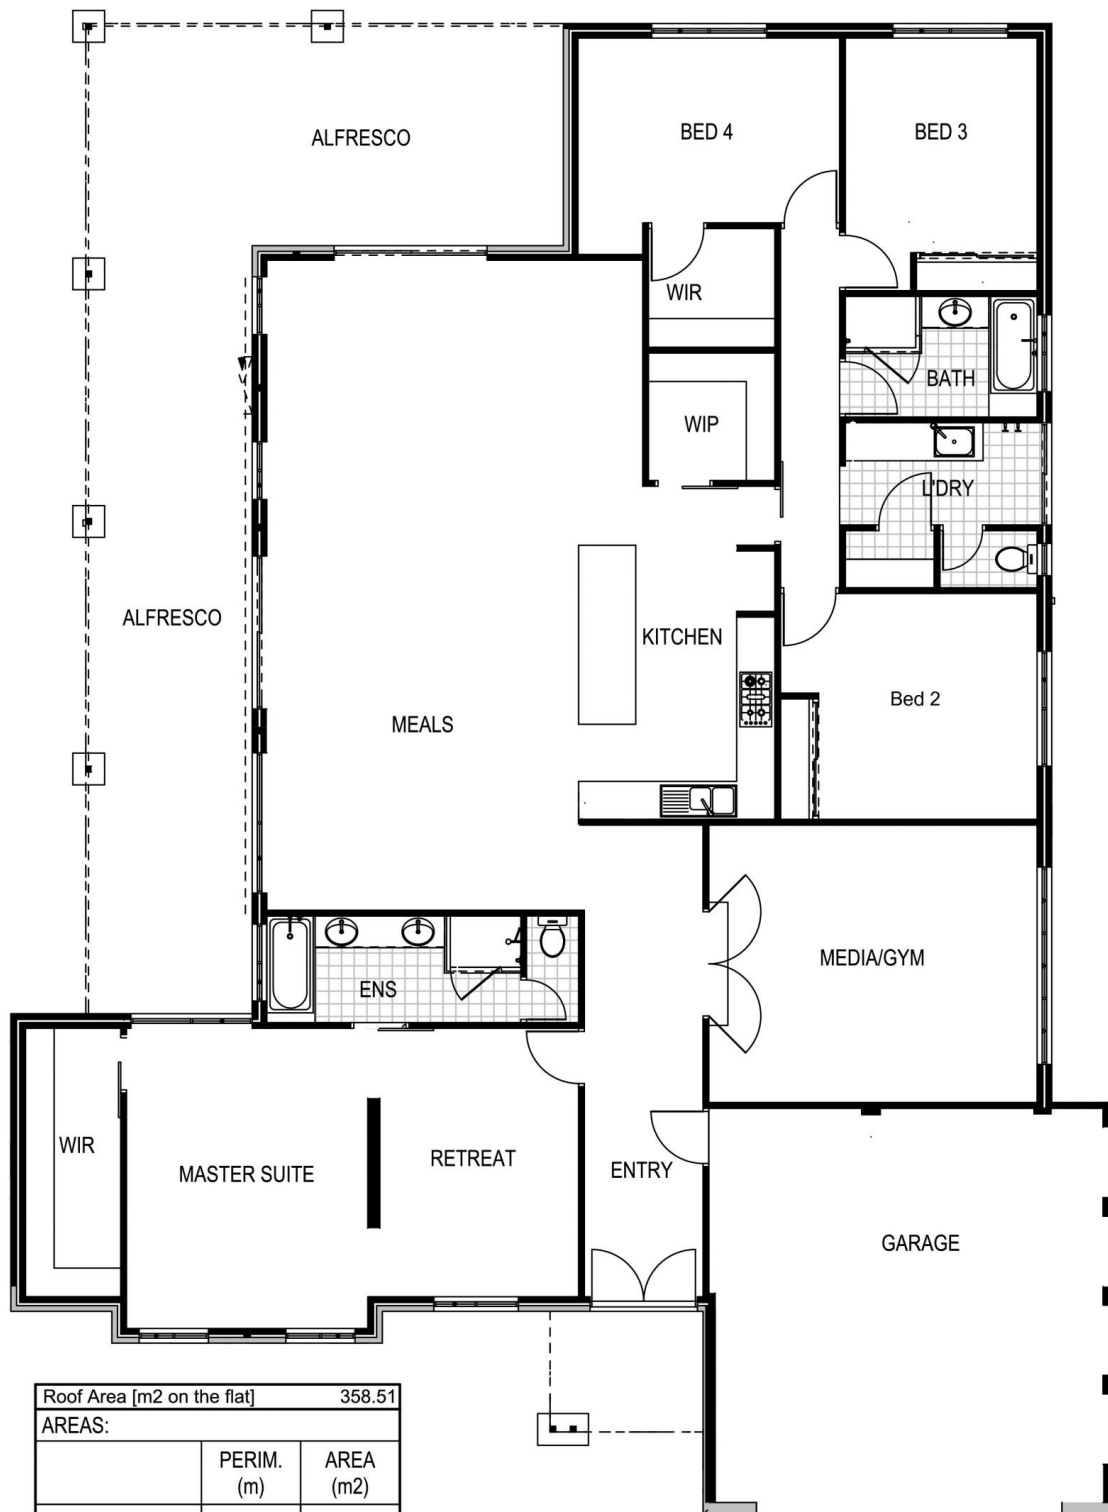 ALFRESCO
BED 4
BED 3
WIR
BATH
WIP
L'DRY
ALFRESCO
KITCHEN
Bed 2
MEALS
MEDIA/GYM
ENS
WIR
MASTER SUITE
RETREAT
ENTRY
GARAGE
Roof Area [m2 on the flat] 358.51
AREAS:
PERIM. AREA
(m) (m2)